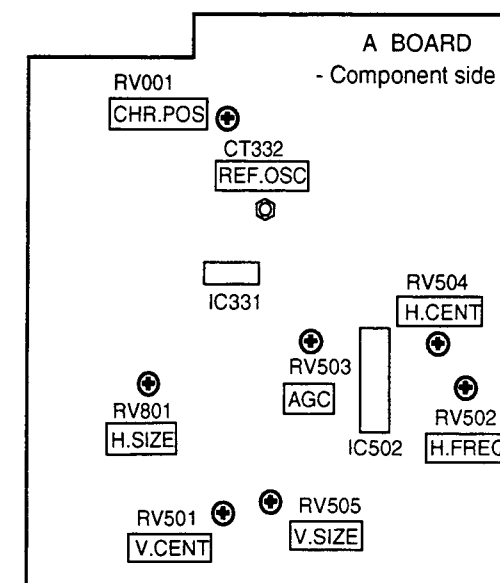 A BOARD
- Component side
RV001
CHR.POS
CT332
REF.OSC
IC331
RV504
H.CENT
RV503
AGC
RV801
H.SIZE
RV502
H.FREQ
IC502
RV501
V.CENT
RV505
V.SIZE